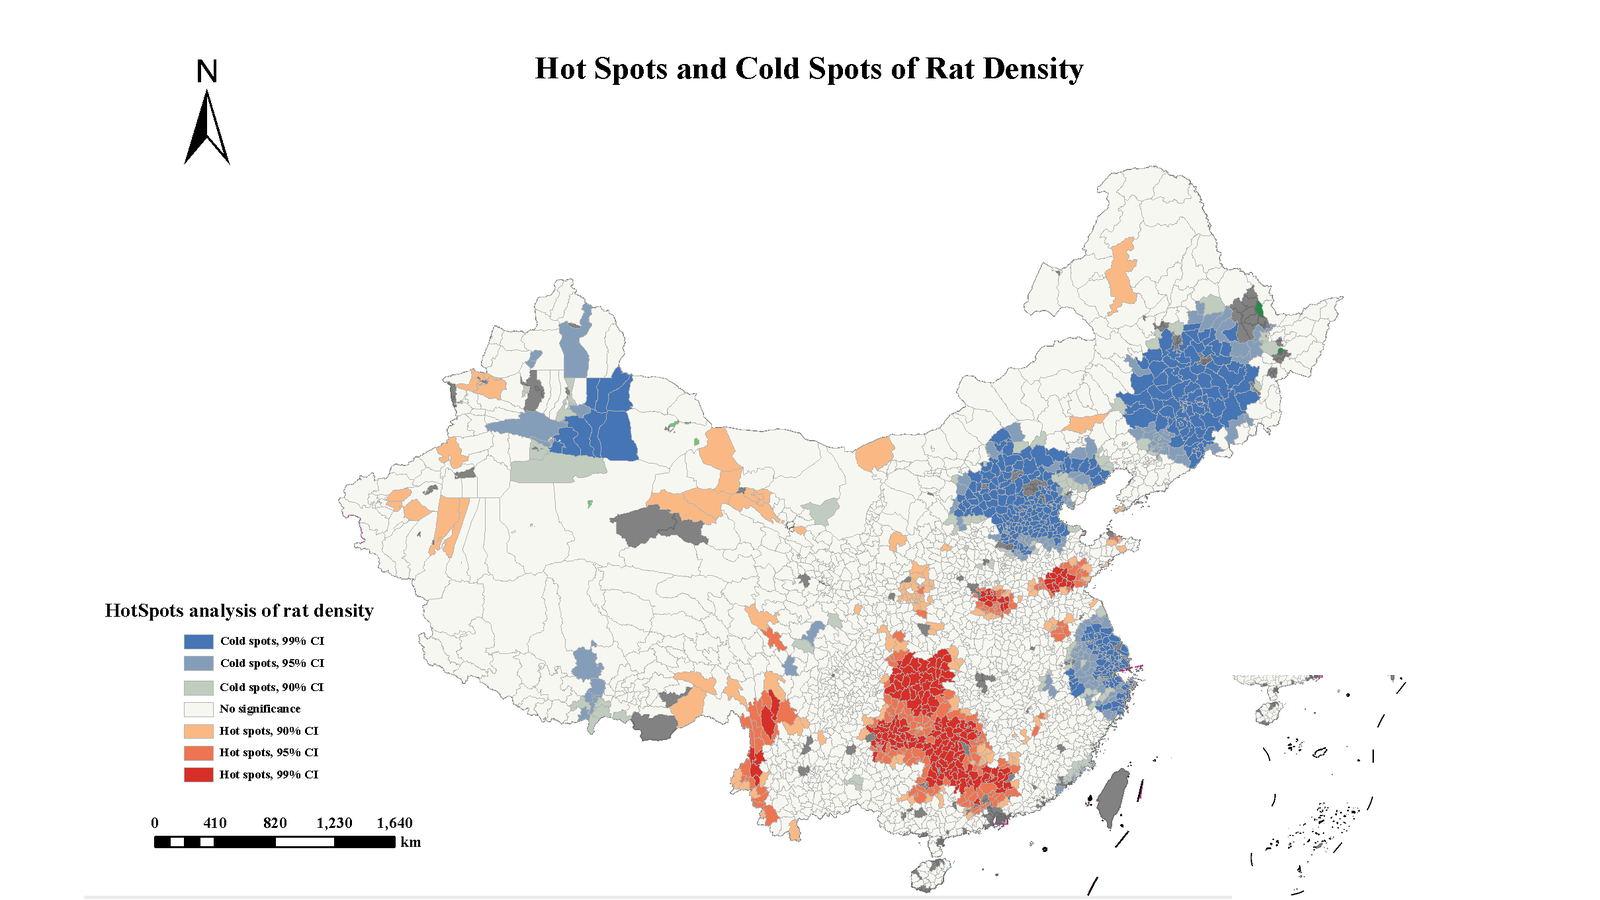 N
Hot Spots and Cold Spots of Rat Density
HotSpots analysis of rat density
Cold spots, 99% CI
Cold spots, 95% CI
Cold spots, 90% CI
No significance
Hot spots, 90% CI
Hot spots, 95% CI
Hot spots, 99% CI
0 410 820 1,230 1,640
km